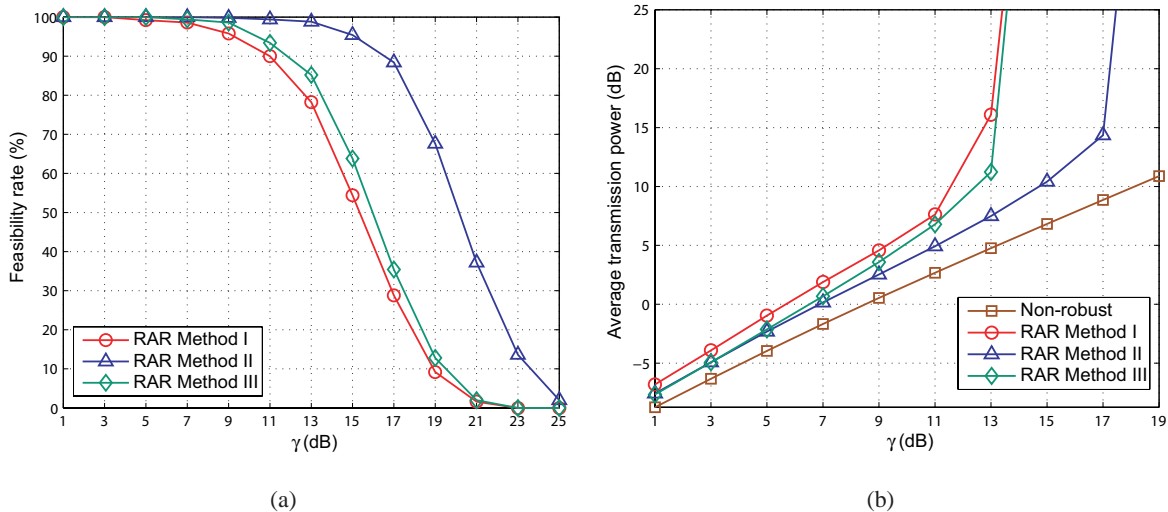 100
90
80
70
60
50
40
30
20
10
0
Feasibility rate (%)
RAR Method I
RAR Method II
RAR Method III
1 3 5 7 9 11 13 15 17 19 21 23 25
γ (dB)
(a)
25
20
15
10
5
0
−5
Average transmission power (dB)
Non-robust
RAR Method I
RAR Method II
RAR Method III
1 3 5 7 9 11 13 15 17 19
γ (dB)
(b)